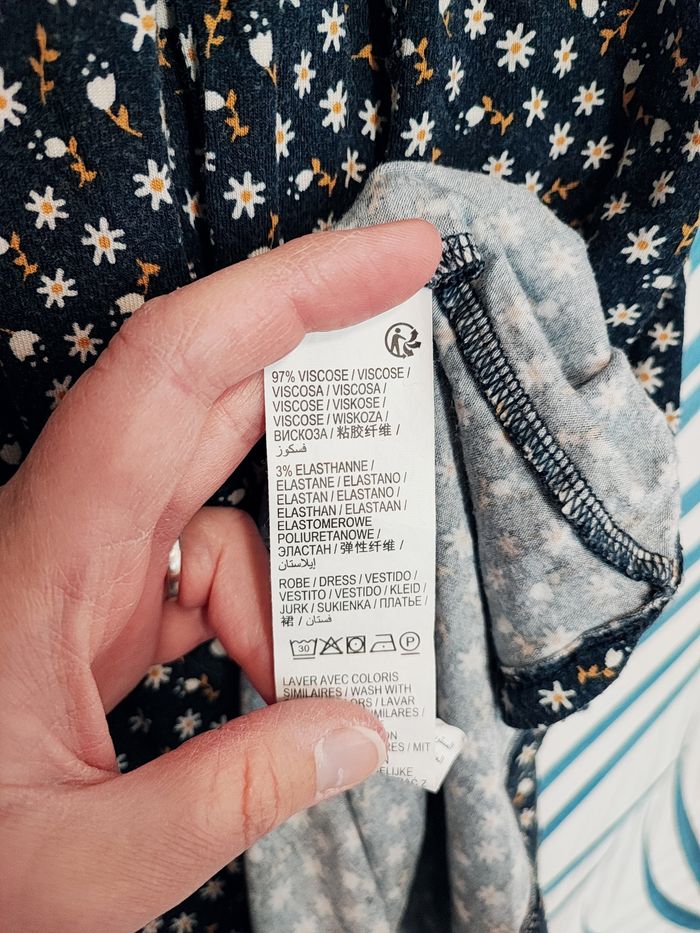 97% VISCOSE / VISCOSE /
VISCOSA / VISCOSA /
VISCOSE / VISKOSE /
VISCOSE / WISKOZA /
ВИСКОЗА / 粘胶纤维 /
فسكوز
3% ELASTHANNE /
ELASTANE / ELASTANO /
ELASTAN / ELASTANO /
ELASTHAN / ELASTAAN /
ELASTOMEROWE
POLIURETANOWE /
ЭЛАСТАН / 弹性纤维 /
إيلاستان
ROBE / DRESS / VESTIDO /
VESTITO / VESTIDO / KLEID /
JURK / SUKIENKA / ПЛАТЬЕ /
裙 / فستان
30 P
LAVER AVEC COLORIS
SIMILAIRES / WASH WITH
/ LAVAR
/ MIT